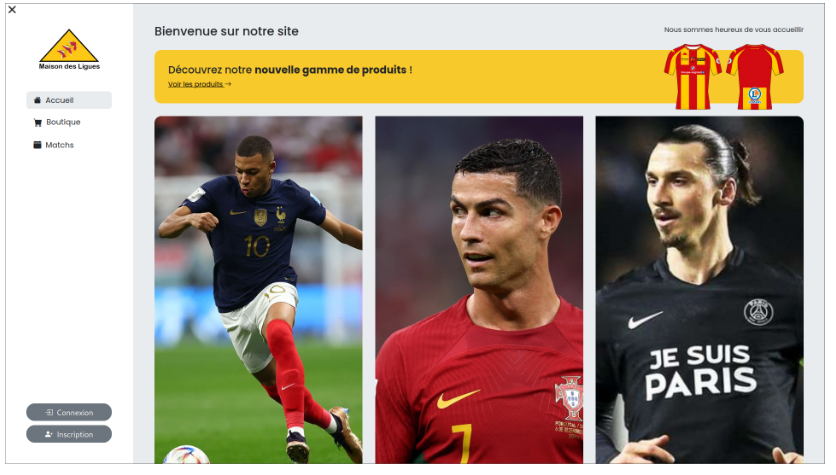 Maison des Ligues
Accueil
Boutique
Matchs
Connexion
Inscription
Bienvenue sur notre site
Nous sommes heureux de vous accueillir
Découvrez notre nouvelle gamme de produits !
Voir les produits →
10
7
PARIS
JE SUIS
PARIS